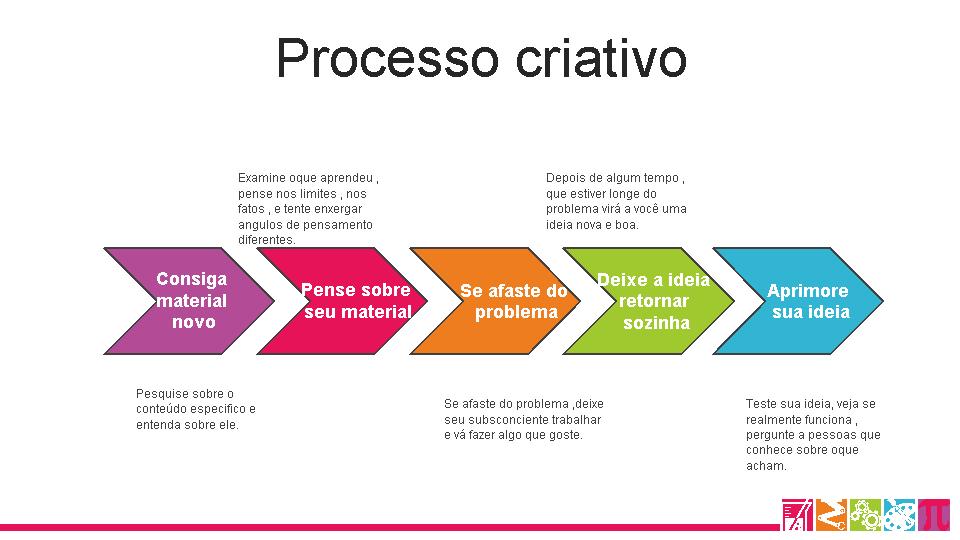 Processo criativo
Examine oque aprendeu ,
pense nos limites , nos
fatos , e tente enxergar
angulos de pensamento
diferentes.
Depois de algum tempo ,
que estiver longe do
problema virá a você uma
ideia nova e boa.
Consiga
material
novo
Pense sobre
seu material
Se afaste do
problema
Deixe a ideia
retornar
sozinha
Aprimore
sua ideia
Pesquise sobre o
conteúdo especifico e
entenda sobre ele.
Se afaste do problema ,deixe
seu subsconciente trabalhar
e vá fazer algo que goste.
Teste sua ideia, veja se
realmente funciona ,
pergunte a pessoas que
conhece sobre oque
acham.